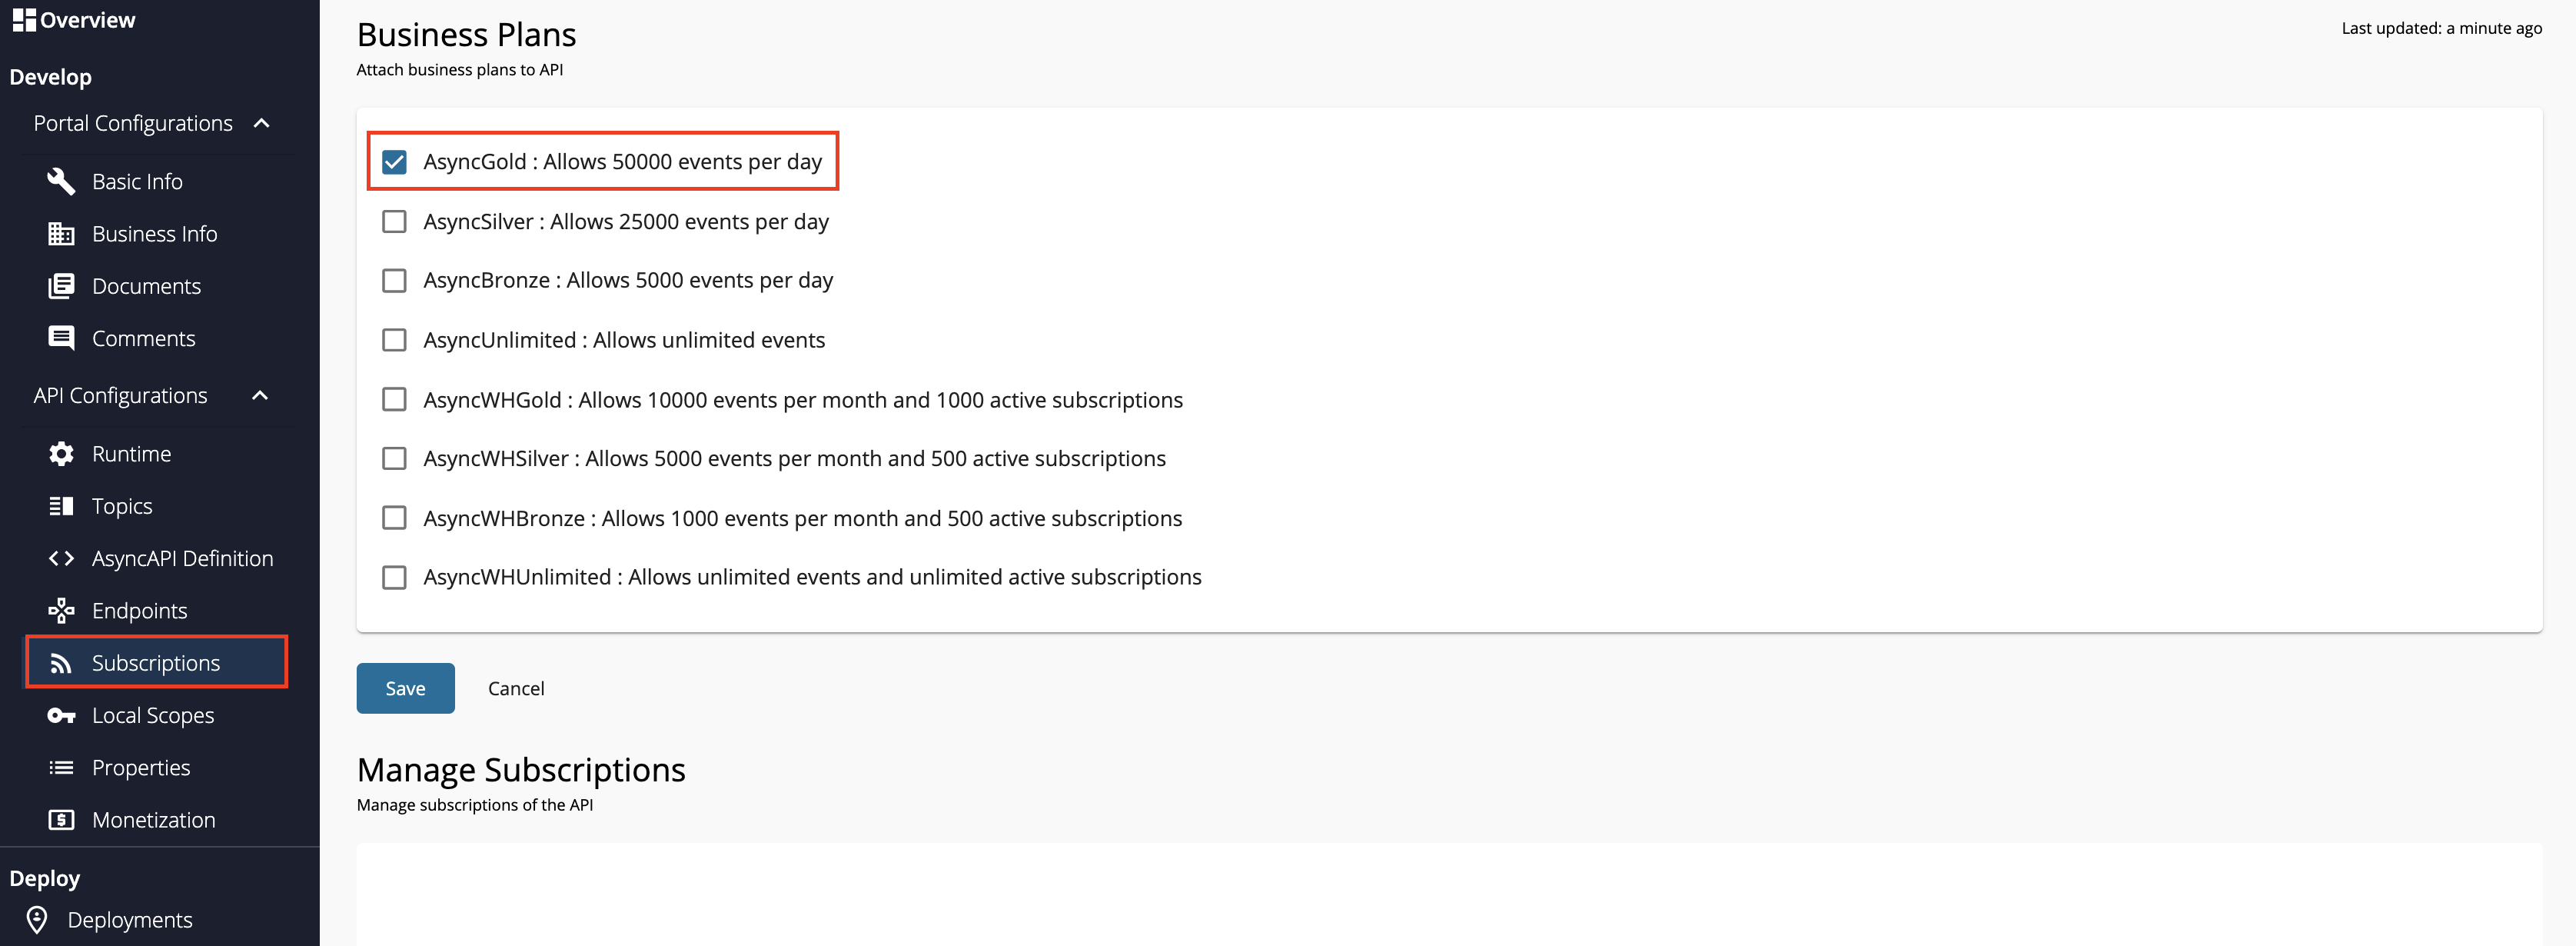 Overview
Develop
Portal Configurations
Basic Info
Business Info
Documents
Comments
API Configurations
Runtime
Topics
AsyncAPI Definition
Endpoints
Subscriptions
Local Scopes
Properties
Monetization
Deploy
Deployments
Business Plans
Last updated: a minute ago
Attach business plans to API
AsyncGold : Allows 50000 events per day
AsyncSilver : Allows 25000 events per day
AsyncBronze : Allows 5000 events per day
AsyncUnlimited : Allows unlimited events
AsyncWHGold : Allows 10000 events per month and 1000 active subscriptions
AsyncWHSilver : Allows 5000 events per month and 500 active subscriptions
AsyncWHBronze : Allows 1000 events per month and 500 active subscriptions
AsyncWHUnlimited : Allows unlimited events and unlimited active subscriptions
Save
Cancel
Manage Subscriptions
Manage subscriptions of the API